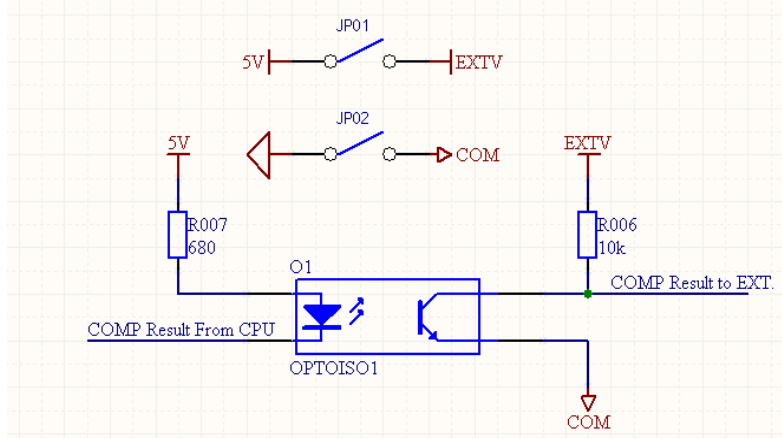 JP01
5V EXTV
JP02
COM
5V
EXTV
R007
680
R006
10k
O1
COMP Result to EXT.
COMP Result From CPU
OPTOISO1
COM